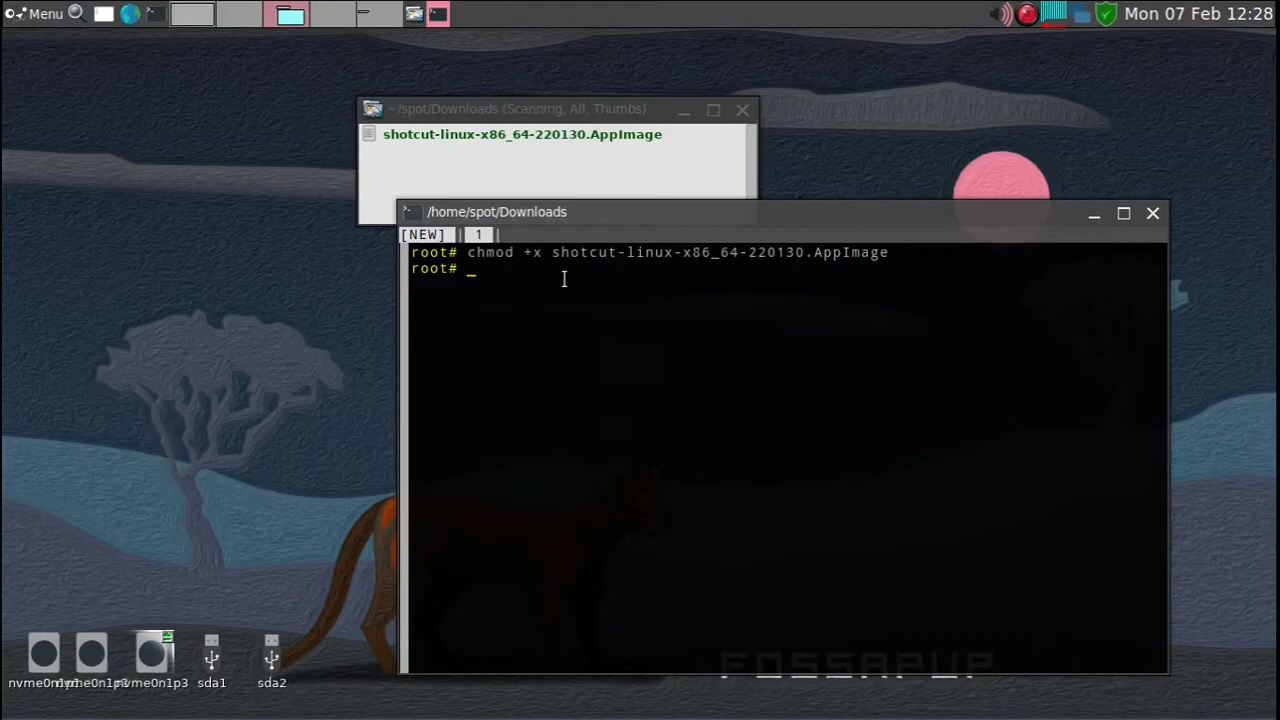 Menu
Mon 07 Feb 12:28
~/spot/Downloads (Scanning, All, Thumbs)
shotcut-linux-x86_64-220130.AppImage
/home/spot/Downloads
[NEW] | 1 |
root# chmod +x shotcut-linux-x86_64-220130.AppImage
root# _
FOSSAPUP
sda1
sda2